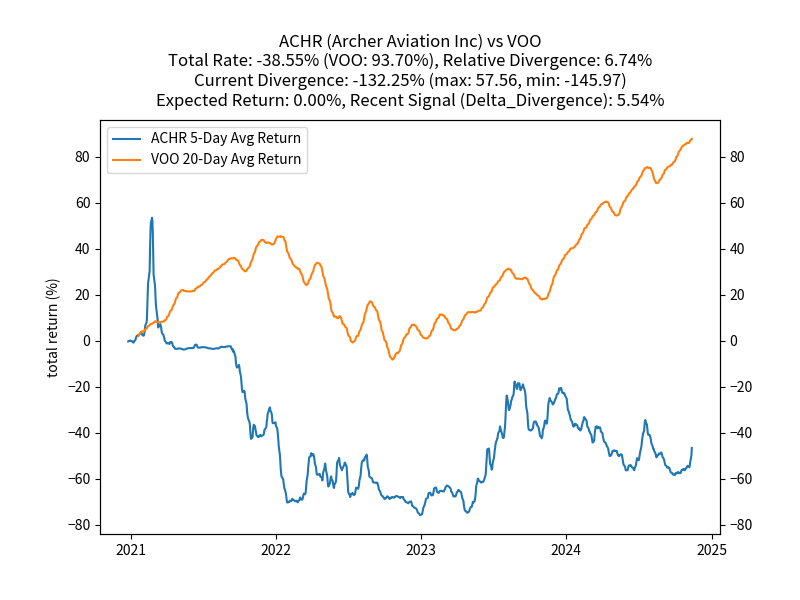 ACHR (Archer Aviation Inc) vs VOO
Total Rate: -38.55% (VOO: 93.70%), Relative Divergence: 6.74%
Current Divergence: -132.25% (max: 57.56, min: -145.97)
Expected Return: 0.00%, Recent Signal (Delta_Divergence): 5.54%
ACHR 5-Day Avg Return
VOO 20-Day Avg Return
total return (%)
80 80
60 60
40 40
20 20
0 0
−20 −20
−40 −40
−60 −60
−80 −80
2021 2022 2023 2024 2025